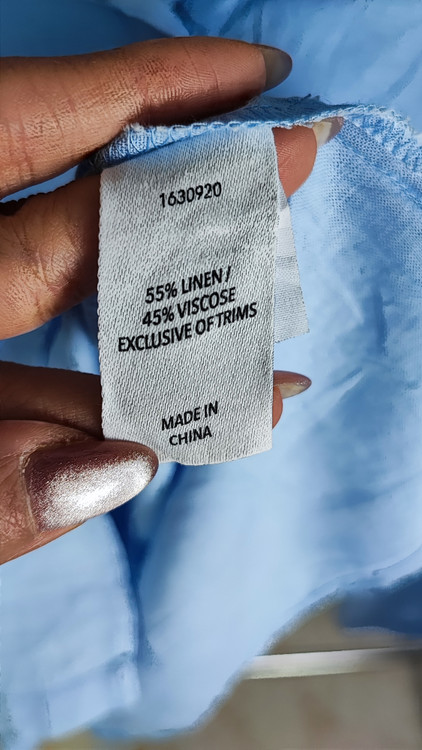 1630920
55% LINEN /
45% VISCOSE
EXCLUSIVE OF TRIMS
MADE IN
CHINA